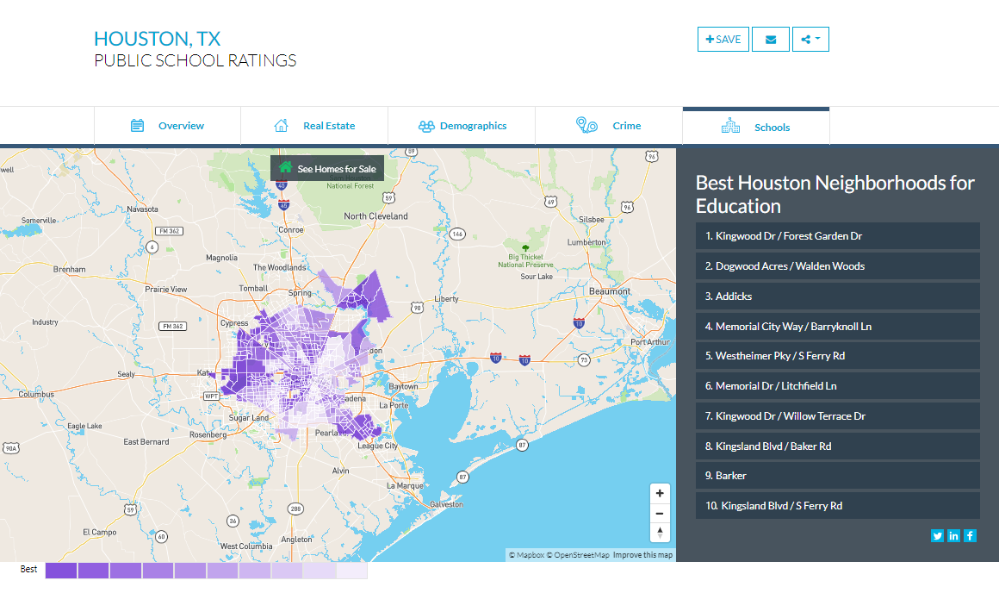 HOUSTON, TX
PUBLIC SCHOOL RATINGS
SAVE
Overview
Real Estate
Demographics
Crime
Schools
See Homes for Sale
Best Houston Neighborhoods for
Education
1. Kingwood Dr / Forest Garden Dr
2. Dogwood Acres / Walden Woods
3. Addicks
4. Memorial City Way / Barryknoll Ln
5. Westheimer Pky / S Ferry Rd
6. Memorial Dr / Litchfield Ln
7. Kingwood Dr / Willow Terrace Dr
8. Kingsland Blvd / Baker Rd
9. Barker
10. Kingsland Blvd / S Ferry Rd
59
96
well
National Forest
45
45
59
69
96
Navasota
North Cleveland
Silsbee
Somerville
FM 362
Conroe
146
6
Lumberton
Magnolia
Big Thicket
National Preserve
Brenham
The Woodlands
Sour Lake
Prairie View
Tomball
Spring
Beaumont
Liberty
90
Industry
FM 362
Cypress
10
Port Arthur
don
10
10
73
Sealy
Katy
Columbus
WPT
adena
Baytown
La Porte
Sugar Land
Eagle Lake
Rosenberg
Pearland
East Bernard
League City
87
90A
Alvin
87
La Marque
59
288
Galveston
36
El Campo
60
Angleton
West Columbia
+
−
© Mapbox © OpenStreetMap Improve this map
Best